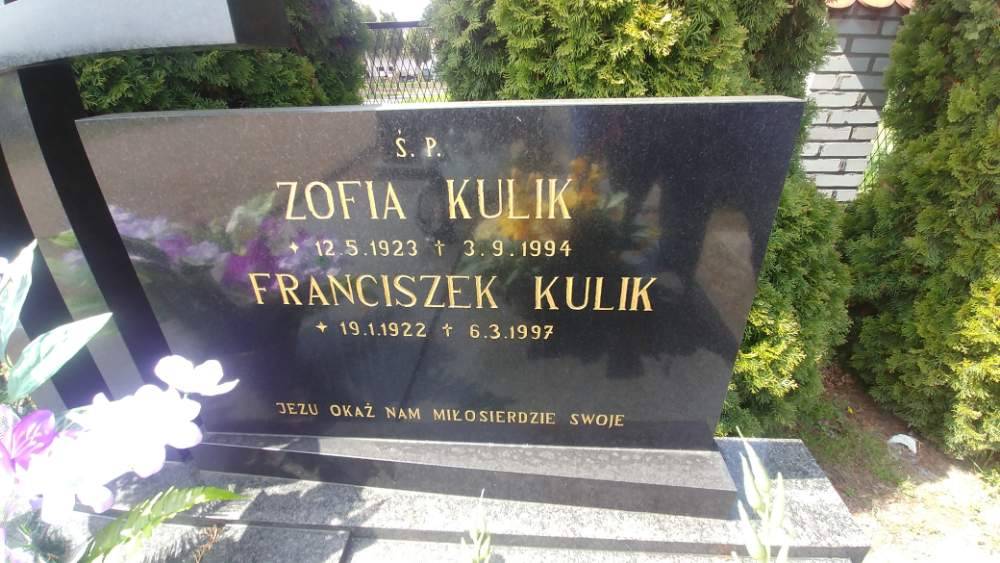 Ś. P.
ZOFIA KULIK
✦ 12.5.1923 † 3.9.1994
FRANCISZEK KULIK
✦ 19.1.1922 † 6.3.1997
JEZU OKAŻ NAM MIŁOSIERDZIE SWOJE